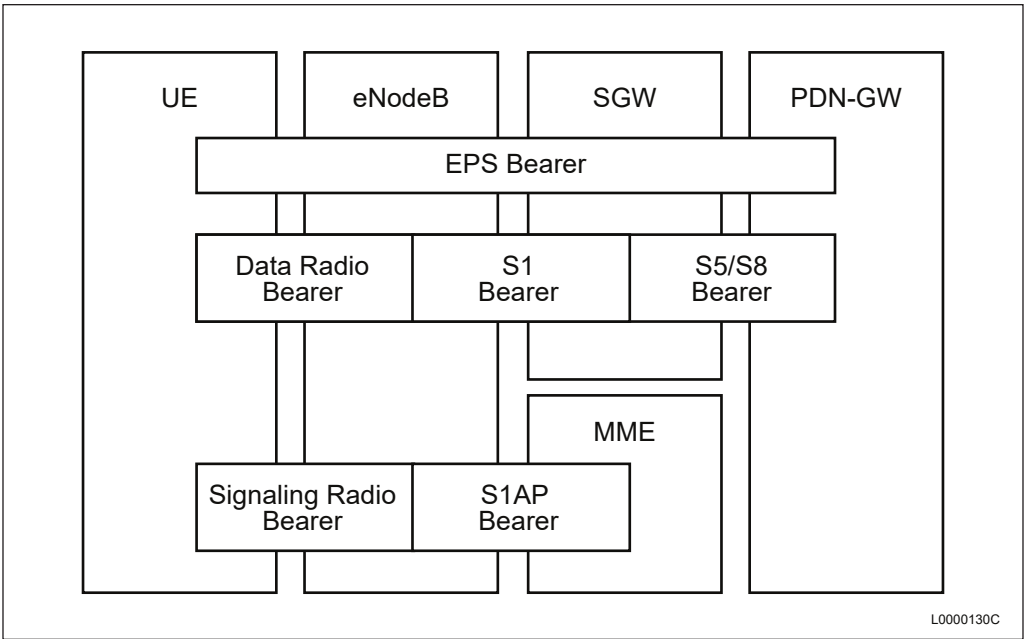 UE
eNodeB
SGW
PDN-GW
EPS Bearer
Data Radio
Bearer
S1
Bearer
S5/S8
Bearer
MME
Signaling Radio
Bearer
S1AP
Bearer
L0000130C